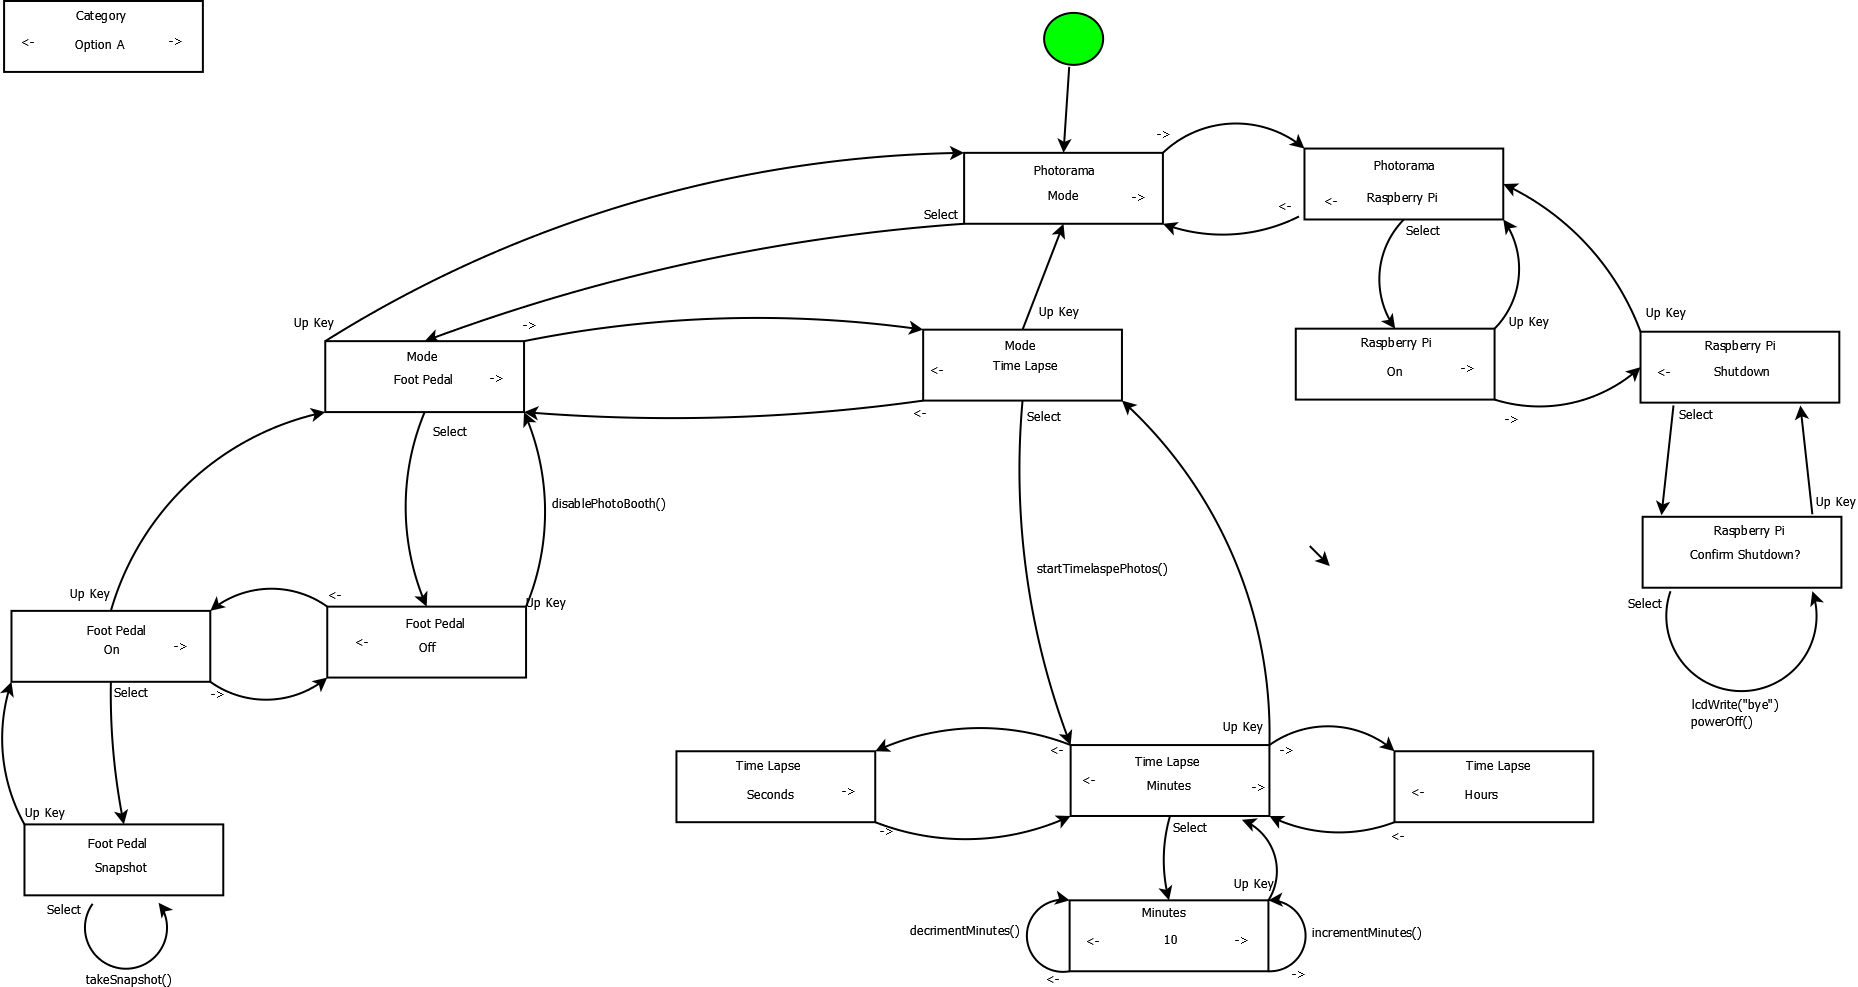 Category
<- Option A ->
Photorama
Mode ->
->
Select
Photorama
<- Raspberry Pi
<-
Select
Up Key
Mode
Foot Pedal ->
->
Select
Up Key
Mode
<- Time Lapse
<-
Select
Up Key
Raspberry Pi
On ->
->
Up Key
Raspberry Pi
<- Shutdown
Select
Up Key
Raspberry Pi
Confirm Shutdown?
Select
lcdWrite("bye")
powerOff()
disablePhotoBooth()
startTimelaspePhotos()
Up Key
Foot Pedal
On ->
Select
->
<-
Up Key
Foot Pedal
<- Off
Up Key
Foot Pedal
Snapshot
Select
takeSnapshot()
Time Lapse
Seconds ->
->
Up Key
<-
Time Lapse
<- Minutes ->
->
Select
Time Lapse
<- Hours
<-
Up Key
Minutes
<- 10 ->
decrimentMinutes()
<-
incrementMinutes()
->